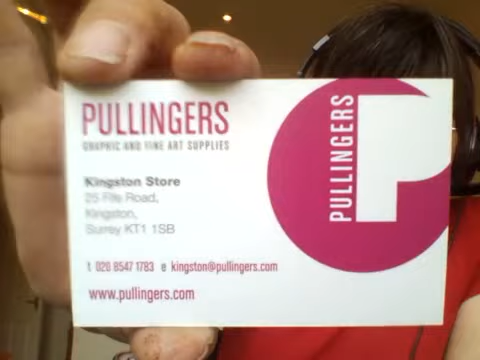 PULLINGERS
GRAPHIC AND FINE ART SUPPLIES
Kingston Store
25 Fife Road,
Kingston,
Surrey KT1 1SB
t 020 8547 1783 e kingston@pullingers.com
www.pullingers.com
PULLINGERS
P